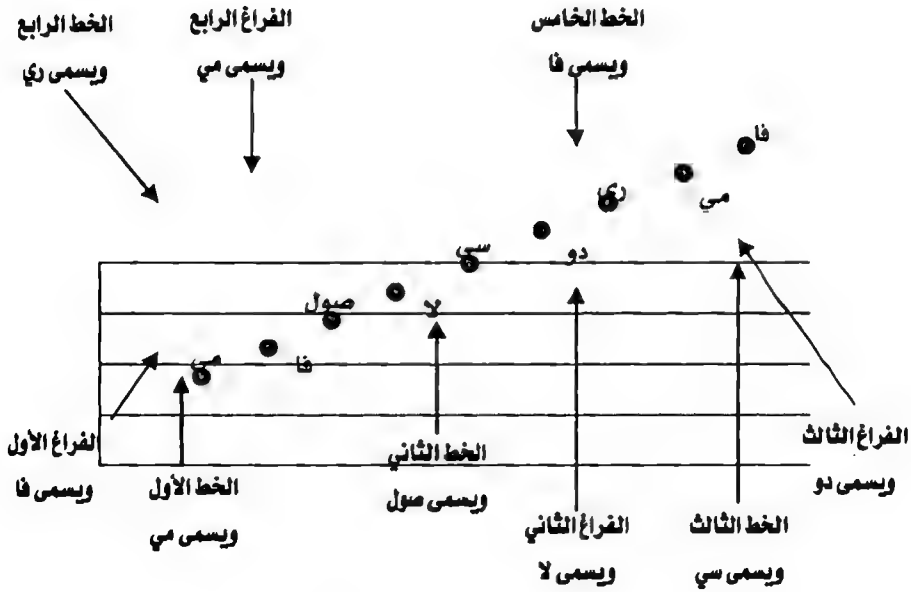 الخط الخامس
ويسمى فا
الفراغ الرابع
ويسمى مي
الخط الرابع
ويسمى ري
فا
مي
ري
دو
سي
لا
صول
فا
مي
الفراغ الثالث
ويسمى دو
الخط الثاني
ويسمى صول
الفراغ الأول
ويسمى فا
الخط الأول
ويسمى مي
الخط الثالث
ويسمى سي
الفراغ الثاني
ويسمى لا